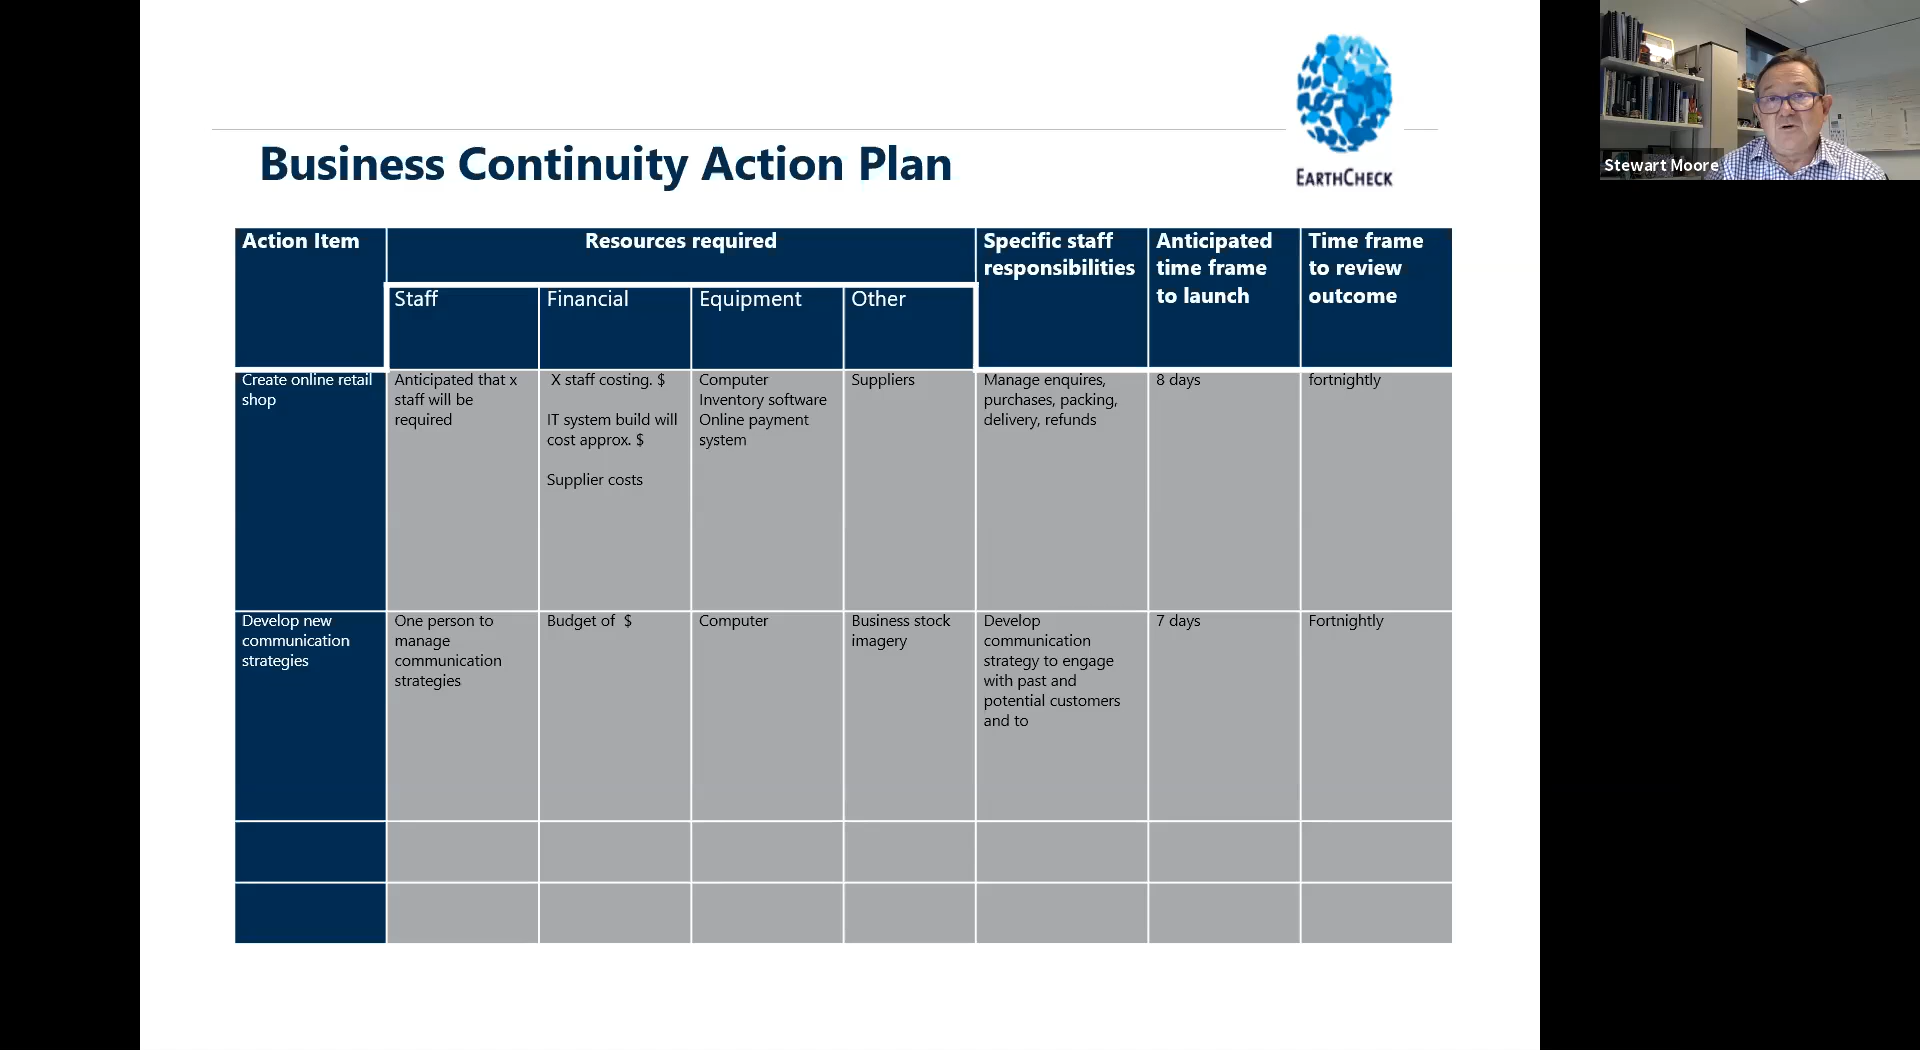 EARTHCHECK
Stewart Moore
Business Continuity Action Plan
Action Item
Resources required
Specific staff
responsibilities
Anticipated
time frame
to launch
Time frame
to review
outcome
Staff
Financial
Equipment
Other
Create online retail
shop
Anticipated that x
staff will be
required
X staff costing. $
IT system build will
cost approx. $
Supplier costs
Computer
Inventory software
Online payment
system
Suppliers
Manage enquires,
purchases, packing,
delivery, refunds
8 days
fortnightly
Develop new
communication
strategies
One person to
manage
communication
strategies
Budget of  $
Computer
Business stock
imagery
Develop
communication
strategy to engage
with past and
potential customers
and to
7 days
Fortnightly